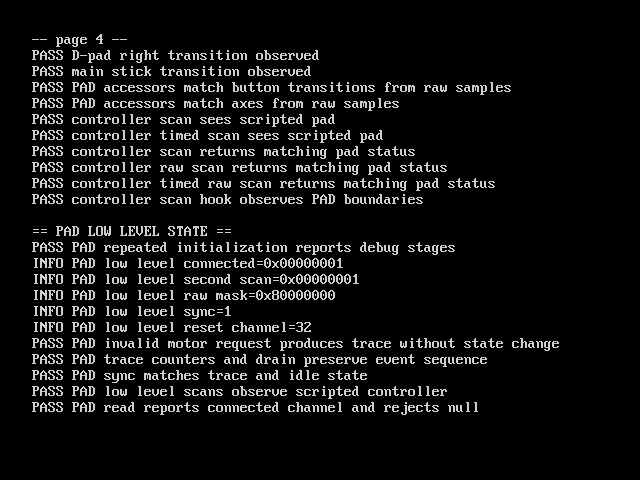 -- page 4 --
PASS D-pad right transition observed
PASS main stick transition observed
PASS PAD accessors match button transitions from raw samples
PASS PAD accessors match axes from raw samples
PASS controller scan sees scripted pad
PASS controller timed scan sees scripted pad
PASS controller scan returns matching pad status
PASS controller raw scan returns matching pad status
PASS controller timed raw scan returns matching pad status
PASS controller scan hook observes PAD boundaries
== PAD LOW LEVEL STATE ==
PASS PAD repeated initialization reports debug stages
INFO PAD low level connected=0x00000001
INFO PAD low level second scan=0x00000001
INFO PAD low level raw mask=0x80000000
INFO PAD low level sync=1
INFO PAD low level reset channel=32
PASS PAD invalid motor request produces trace without state change
PASS PAD trace counters and drain preserve event sequence
PASS PAD sync matches trace and idle state
PASS PAD low level scans observe scripted controller
PASS PAD read reports connected channel and rejects null